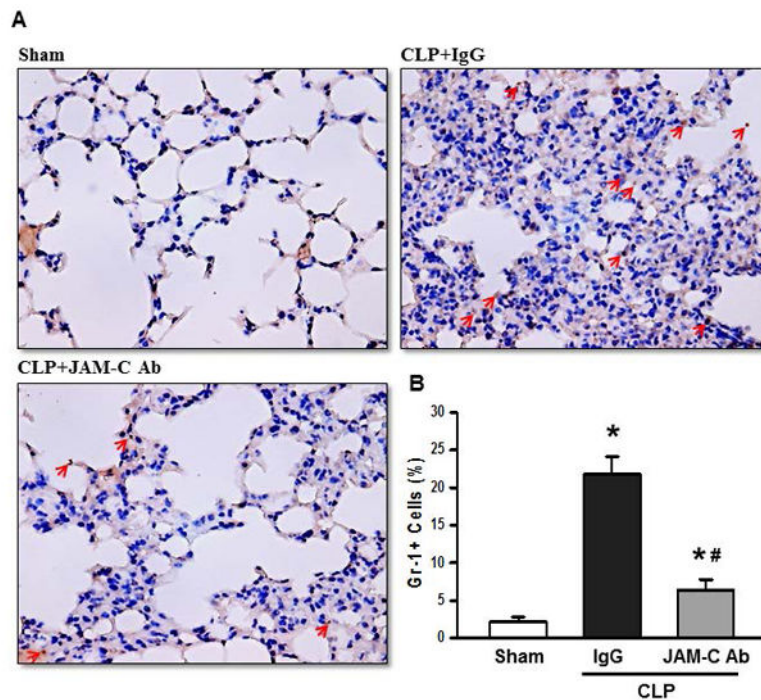 A
Sham
CLP+IgG
CLP+JAM-C Ab
B
Gr-1+ Cells (%)
30
25
20
15
10
5
0
*
* #
Sham
IgG
JAM-C Ab
CLP